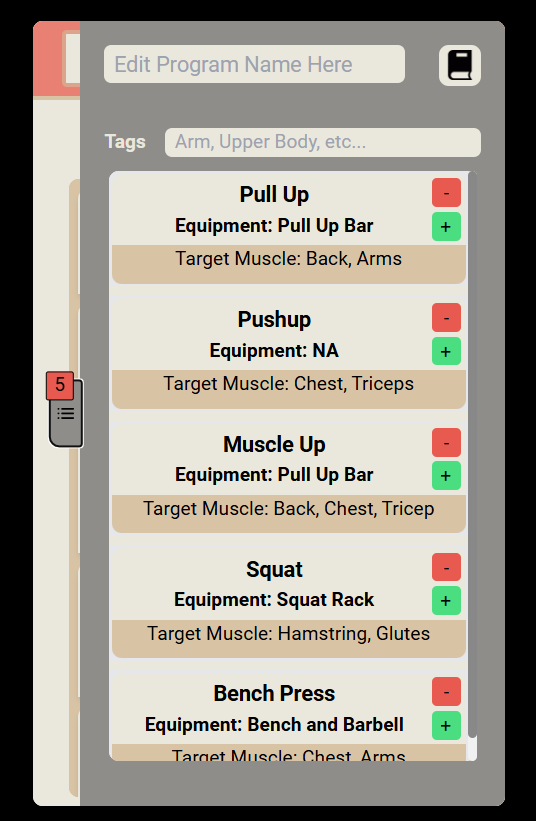 Edit Program Name Here
Tags
Arm, Upper Body, etc...
Pull Up
-
Equipment: Pull Up Bar
+
Target Muscle: Back, Arms
Pushup
-
Equipment: NA
+
Target Muscle: Chest, Triceps
5
Muscle Up
-
Equipment: Pull Up Bar
+
Target Muscle: Back, Chest, Tricep
Squat
-
Equipment: Squat Rack
+
Target Muscle: Hamstring, Glutes
Bench Press
-
Equipment: Bench and Barbell
+
Target Muscle: Chest, Arms